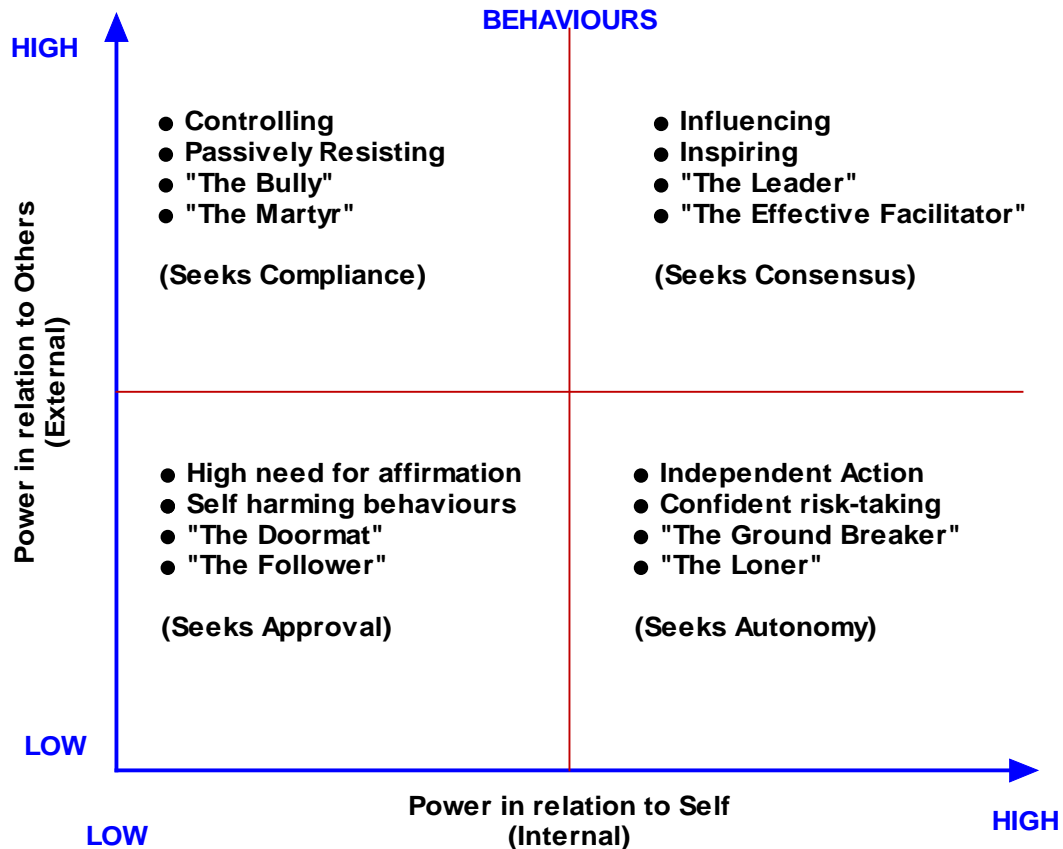 BEHAVIOURS
HIGH
Power in relation to Others
(External)
● Controlling
● Passively Resisting
● "The Bully"
● "The Martyr"
(Seeks Compliance)
● Influencing
● Inspiring
● "The Leader"
● "The Effective Facilitator"
(Seeks Consensus)
● High need for affirmation
● Self harming behaviours
● "The Doormat"
● "The Follower"
(Seeks Approval)
● Independent Action
● Confident risk-taking
● "The Ground Breaker"
● "The Loner"
(Seeks Autonomy)
LOW
LOW
Power in relation to Self
(Internal)
HIGH